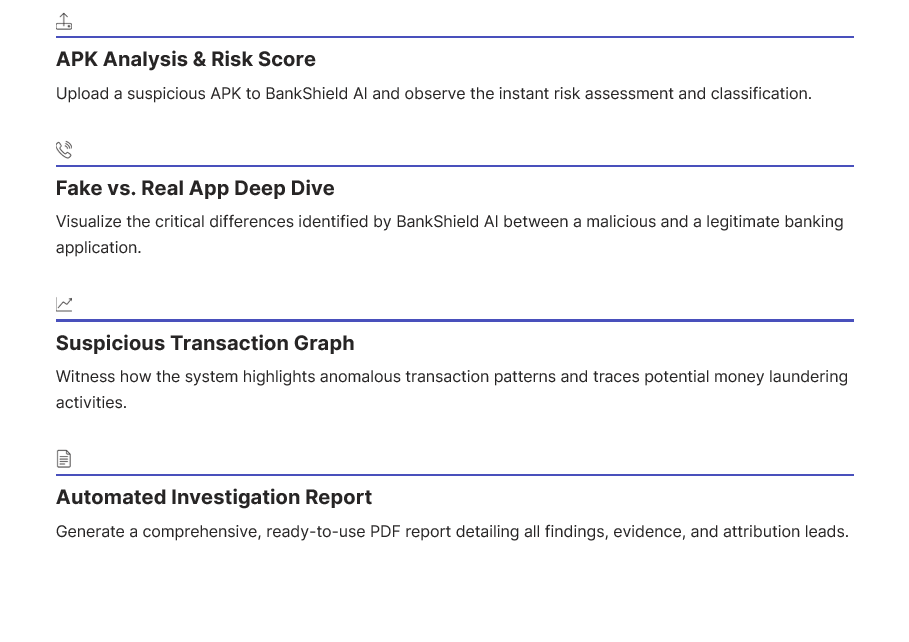 APK Analysis & Risk Score
Upload a suspicious APK to BankShield AI and observe the instant risk assessment and classification.
Fake vs. Real App Deep Dive
Visualize the critical differences identified by BankShield AI between a malicious and a legitimate banking
application.
Suspicious Transaction Graph
Witness how the system highlights anomalous transaction patterns and traces potential money laundering
activities.
Automated Investigation Report
Generate a comprehensive, ready-to-use PDF report detailing all findings, evidence, and attribution leads.